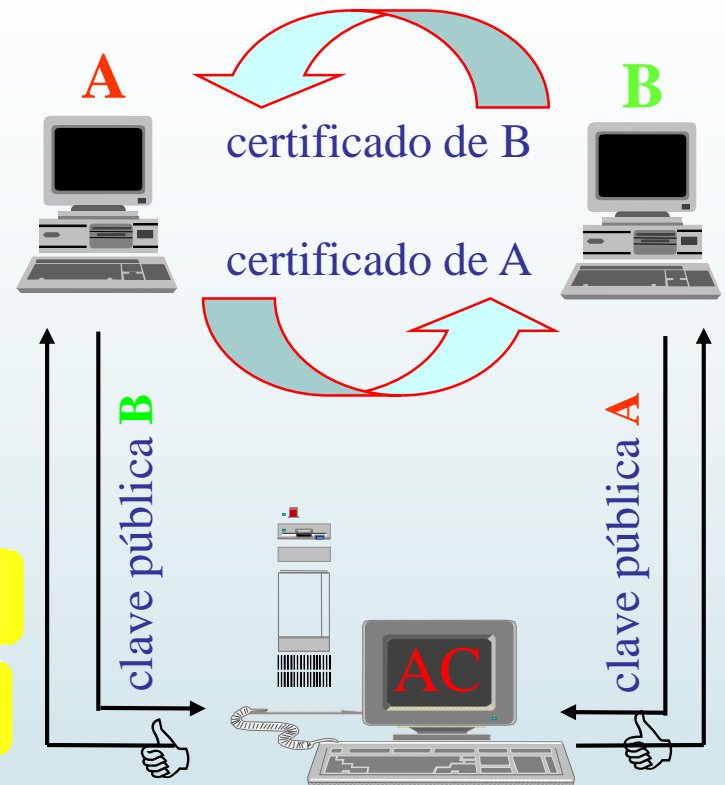 A
B
certificado de B
certificado de A
clave pública B
clave pública A
AC